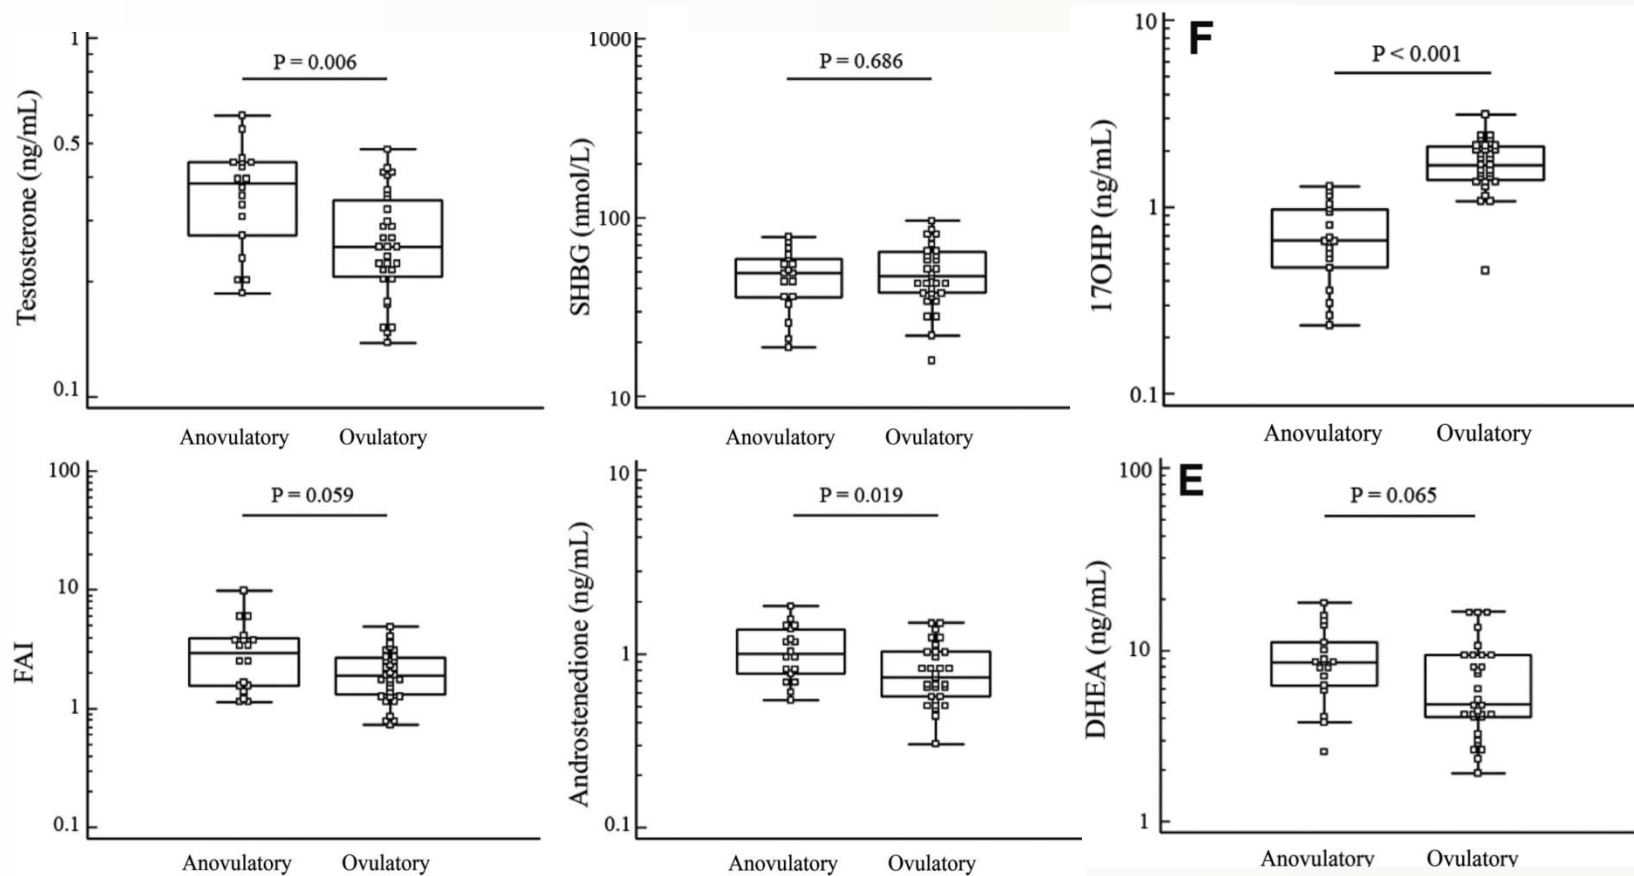 Testosterone (ng/mL)
1
0.5
0.1
P = 0.006
Anovulatory Ovulatory
SHBG (nmol/L)
1000
100
10
P = 0.686
Anovulatory Ovulatory
F
17OHP (ng/mL)
10
1
0.1
P < 0.001
Anovulatory Ovulatory
FAI
100
10
1
0.1
P = 0.059
Anovulatory Ovulatory
Androstenedione (ng/mL)
10
1
0.1
P = 0.019
Anovulatory Ovulatory
E
DHEA (ng/mL)
100
10
1
P = 0.065
Anovulatory Ovulatory